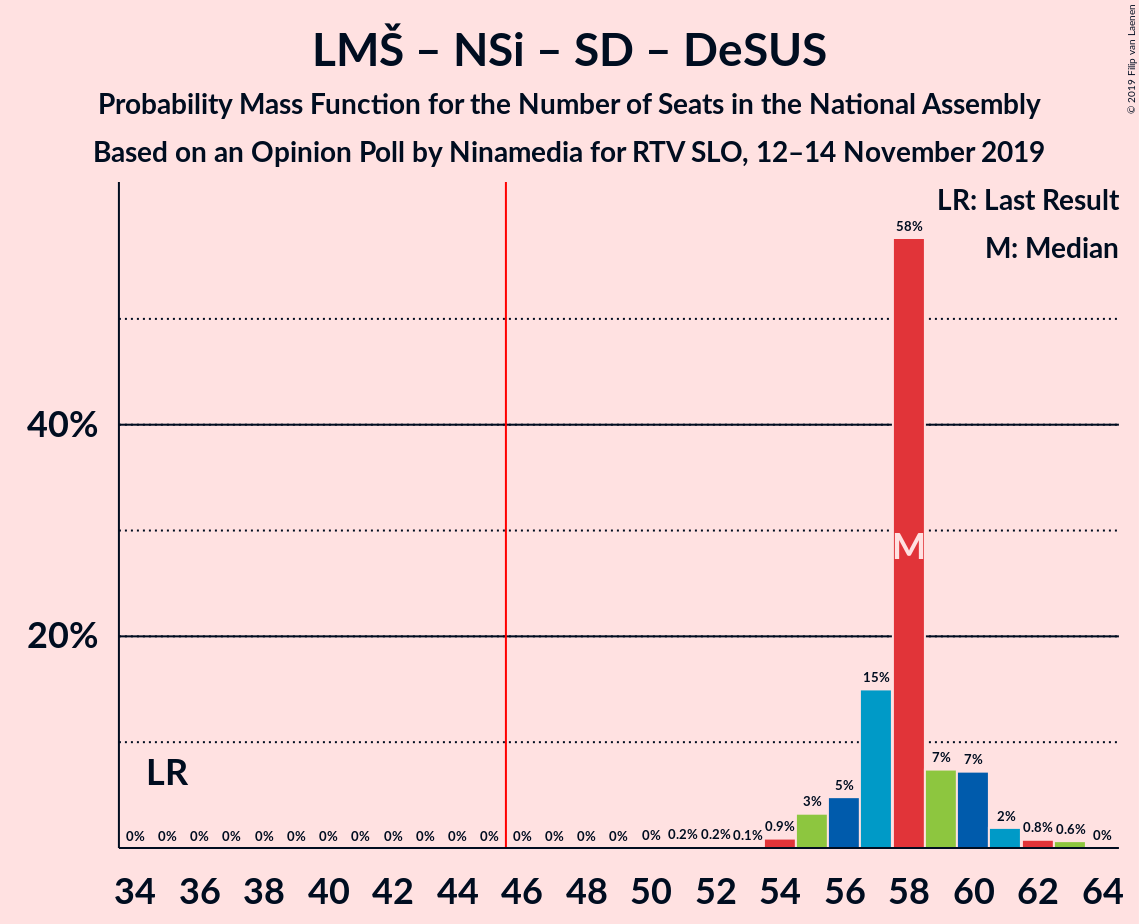 LMŠ – NSi – SD – DeSUS
Probability Mass Function for the Number of Seats in the National Assembly
Based on an Opinion Poll by Ninamedia for RTV SLO, 12–14 November 2019
© 2019 Filip van Laenen
LR: Last Result
M: Median
58%
40%
M
20%
15%
LR
7% 7%
5%
3%
2%
0% 0% 0% 0% 0% 0% 0% 0% 0% 0% 0% 0% 0% 0% 0% 0% 0% 0.2% 0.2% 0.1% 0.9% 0.8% 0.6% 0%
34 36 38 40 42 44 46 48 50 52 54 56 58 60 62 64